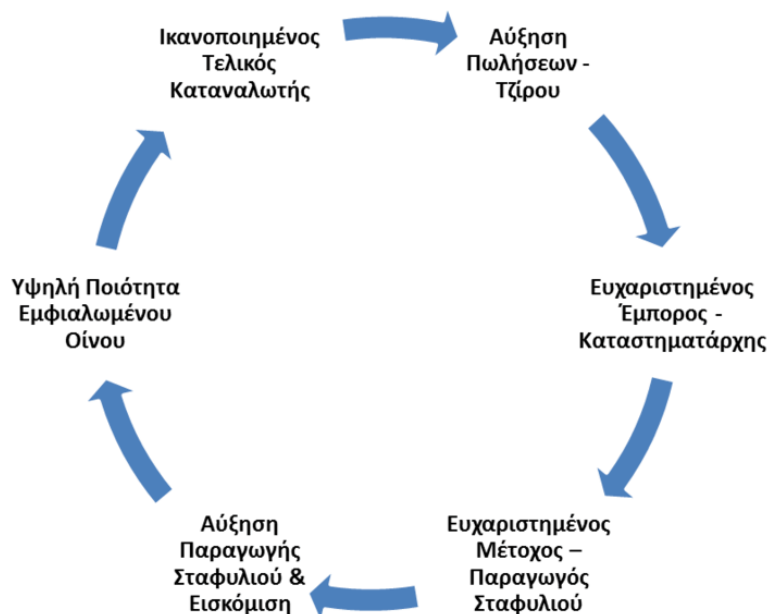 Ικανοποιημένος
Τελικός
Καταναλωτής
Αύξηση
Πωλήσεων -
Τζίρου
Ευχαριστημένος
Έμπορος -
Καταστηματάρχης
Ευχαριστημένος
Μέτοχος –
Παραγωγός
Σταφυλιού
Αύξηση
Παραγωγής
Σταφυλιού &
Εισκόμιση
Υψηλή Ποιότητα
Εμφιαλωμένου
Οίνου